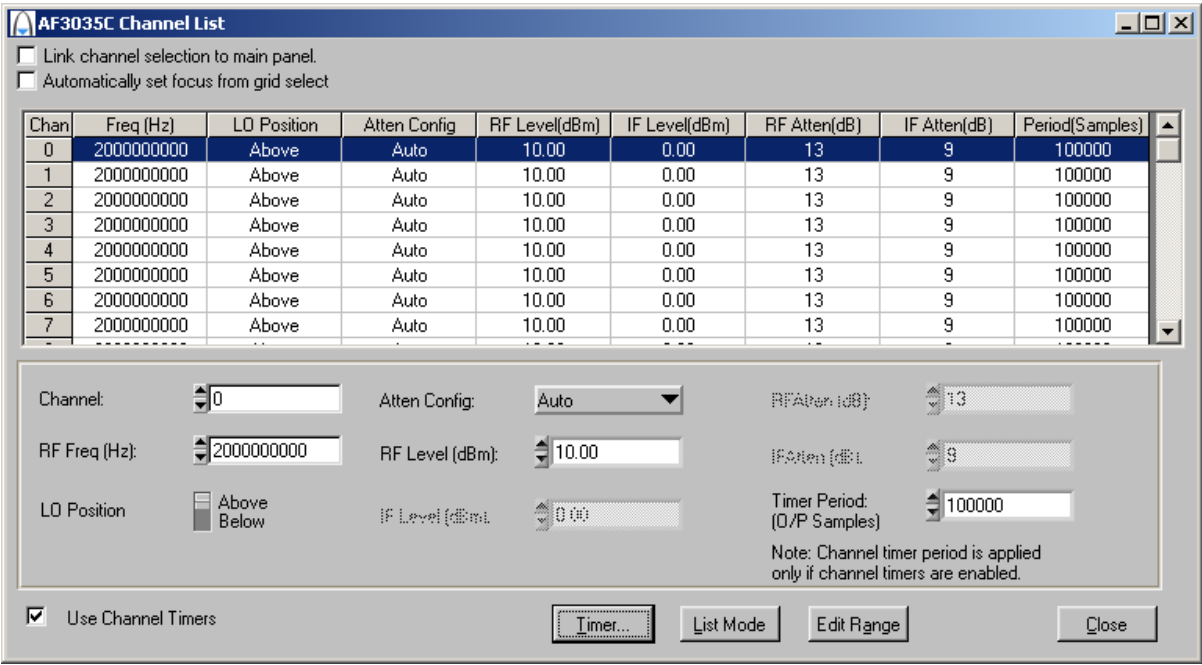 AF3035C Channel List
Link channel selection to main panel.
Automatically set focus from grid select
Chan Freq (Hz) LO Position Atten Config RF Level(dBm) IF Level(dBm) RF Atten(dB) IF Atten(dB) Period(Samples)
0 2000000000 Above Auto 10.00 0.00 13 9 100000
1 2000000000 Above Auto 10.00 0.00 13 9 100000
2 2000000000 Above Auto 10.00 0.00 13 9 100000
3 2000000000 Above Auto 10.00 0.00 13 9 100000
4 2000000000 Above Auto 10.00 0.00 13 9 100000
5 2000000000 Above Auto 10.00 0.00 13 9 100000
6 2000000000 Above Auto 10.00 0.00 13 9 100000
7 2000000000 Above Auto 10.00 0.00 13 9 100000
Channel: 0 Atten Config: Auto RFAtten (dB): 13
RF Freq (Hz): 2000000000 RF Level (dBm): 10.00 IFAtten (dB) 9
LO Position Above IF Level (dBm) 0.00 Timer Period: 100000
Below (O/P Samples)
Note: Channel timer period is applied
only if channel timers are enabled.
Use Channel Timers Timer... List Mode Edit Range Close